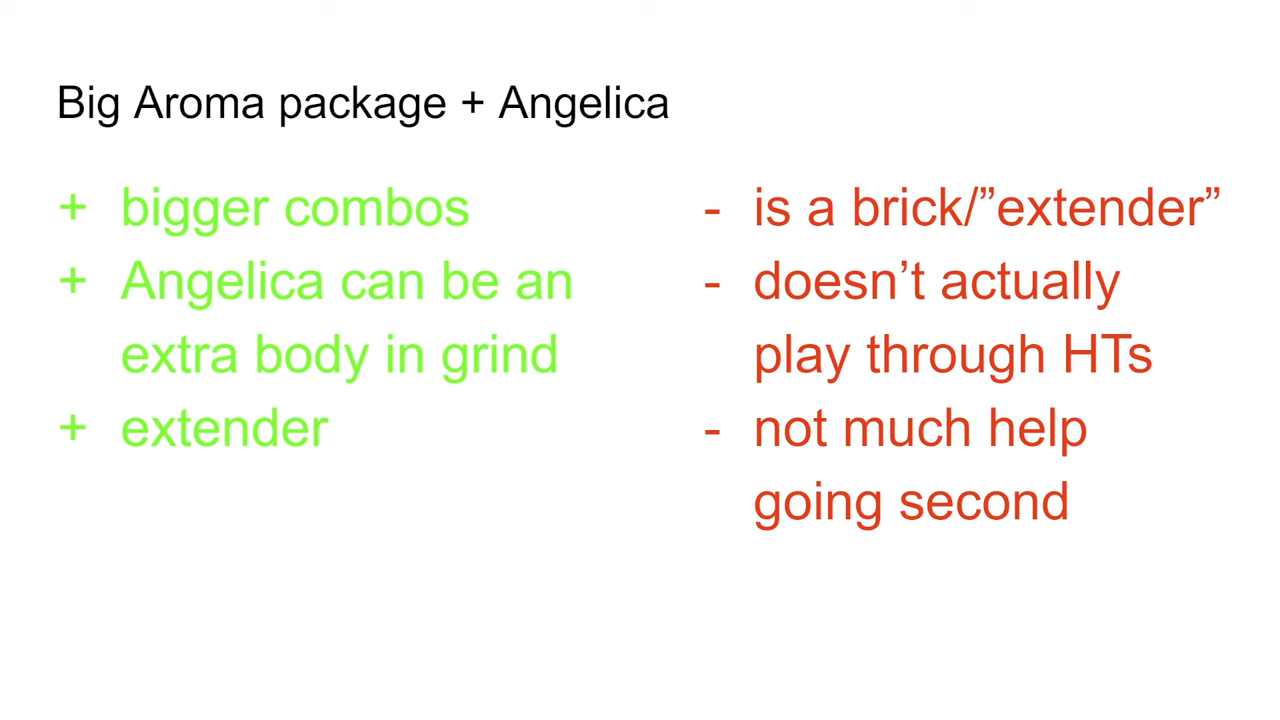 Big Aroma package + Angelica
+ bigger combos
+ Angelica can be an
extra body in grind
+ extender
- is a brick/”extender”
- doesn’t actually
play through HTs
- not much help
going second